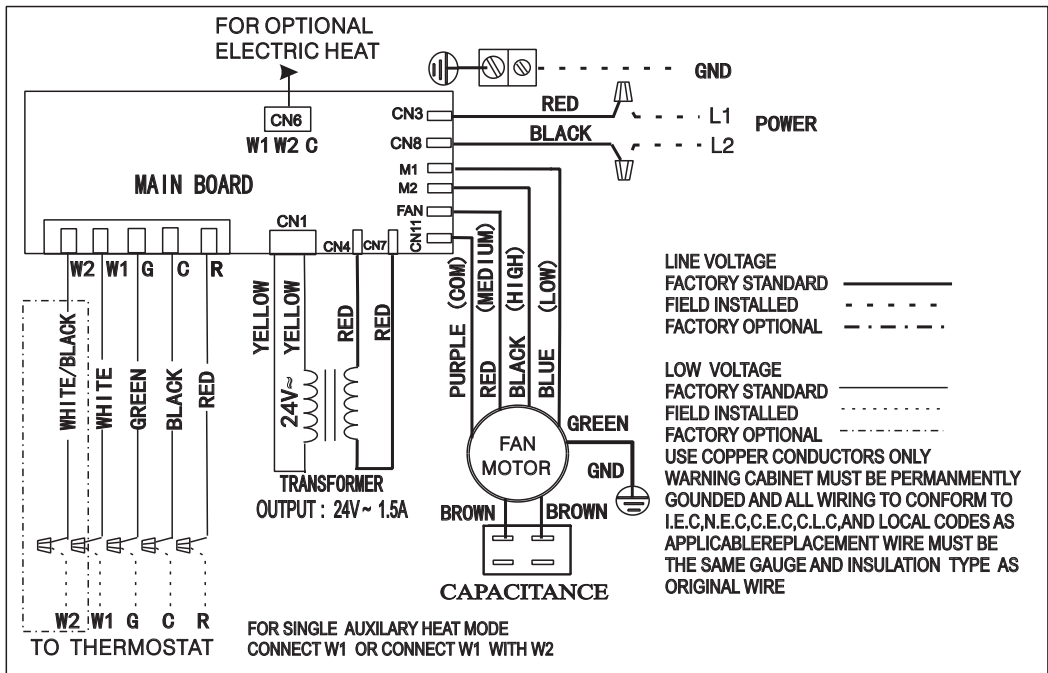 FOR OPTIONAL
ELECTRIC HEAT
GND
CN6
W1 W2 C
CN3
RED
L1
POWER
CN8
BLACK
L2
MAIN BOARD
M1
M2
FAN
CN11
CN1
CN4
CN7
W2 W1 G C R
WHITE/BLACK
WHITE
GREEN
BLACK
RED
YELLOW
YELLOW
RED
RED
24V~
TRANSFORMER
OUTPUT : 24V~ 1.5A
PURPLE (COM)
RED (MEDIUM)
BLACK (HIGH)
BLUE (LOW)
FAN
MOTOR
GREEN
GND
BROWN
BROWN
CAPACITANCE
LINE VOLTAGE
FACTORY STANDARD
FIELD INSTALLED
FACTORY OPTIONAL
LOW VOLTAGE
FACTORY STANDARD
FIELD INSTALLED
FACTORY OPTIONAL
USE COPPER CONDUCTORS ONLY
WARNING CABINET MUST BE PERMANMENTLY
GOUNDED AND ALL WIRING TO CONFORM TO
I.E.C,N.E.C,C.E.C,C.L.C,AND LOCAL CODES AS
APPLICABLEREPLACEMENT WIRE MUST BE
THE SAME GAUGE AND INSULATION TYPE AS
ORIGINAL WIRE
W2 W1 G C R
TO THERMOSTAT
FOR SINGLE AUXILARY HEAT MODE
CONNECT W1 OR CONNECT W1 WITH W2